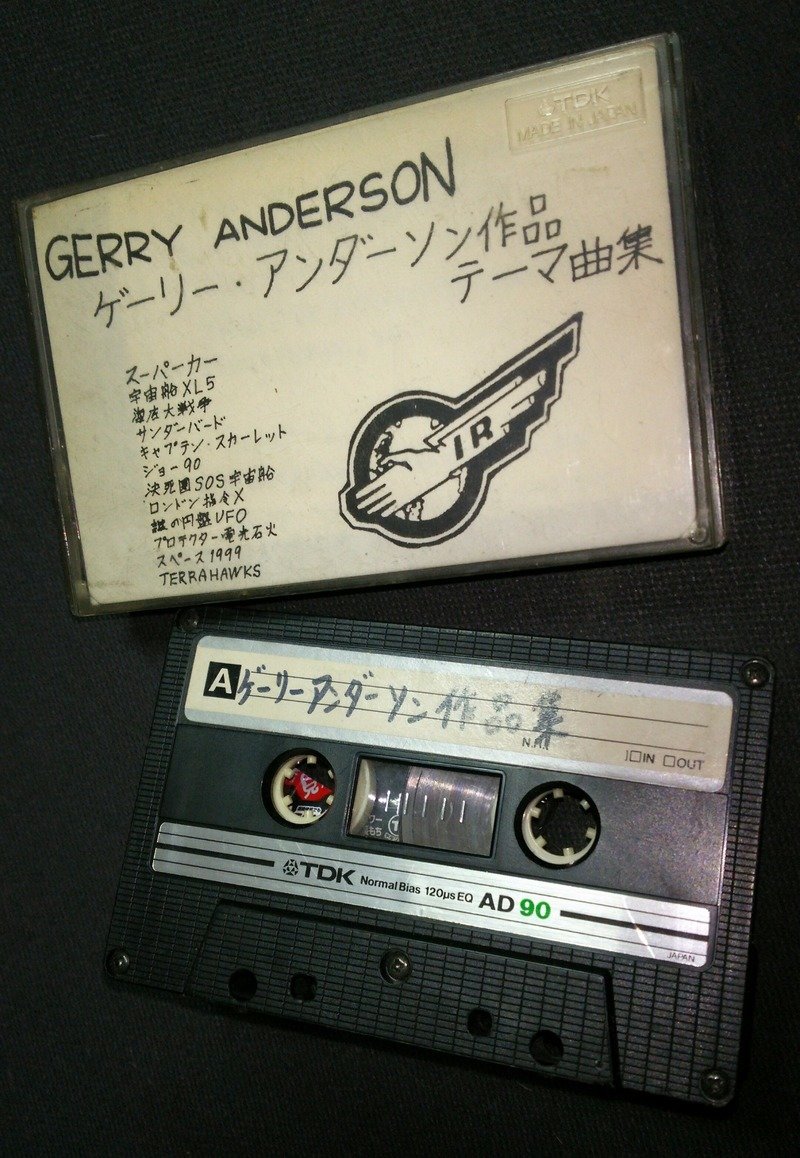 TDK
MADE IN JAPAN
GERRY ANDERSON
ゲーリー・アンダーソン作品
テーマ曲集
スーパーカー
宇宙船XL5
海底大戦争
サンダーバード
キャプテン・スカーレット
ジョー90
決死圏SOS宇宙船
ロンドン指令X
謎の円盤UFO
プロテクター電光石火
スペース1999
TERRAHAWKS
IR
A ゲーリーアンダーソン作品集
N.R.
IN OUT
TDK Normal Bias 120μs EQ AD 90
JAPAN